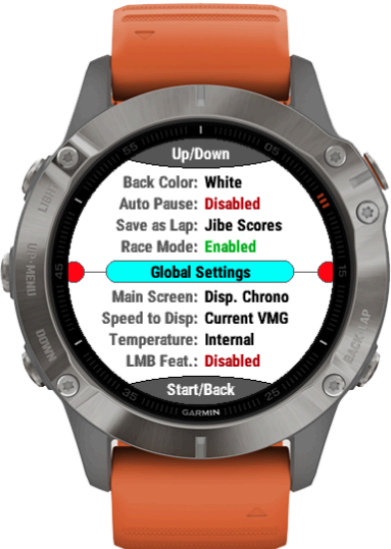 Up/Down
Back Color: White
Auto Pause: Disabled
Save as Lap: Jibe Scores
Race Mode: Enabled
Global Settings
Main Screen: Disp. Chrono
Speed to Disp: Current VMG
Temperature: Internal
LMB Feat.: Disabled
Start/Back
GARMIN
LIGHT
UP·MENU
DOWN
BACK LAP
55
05
45
15
35
25